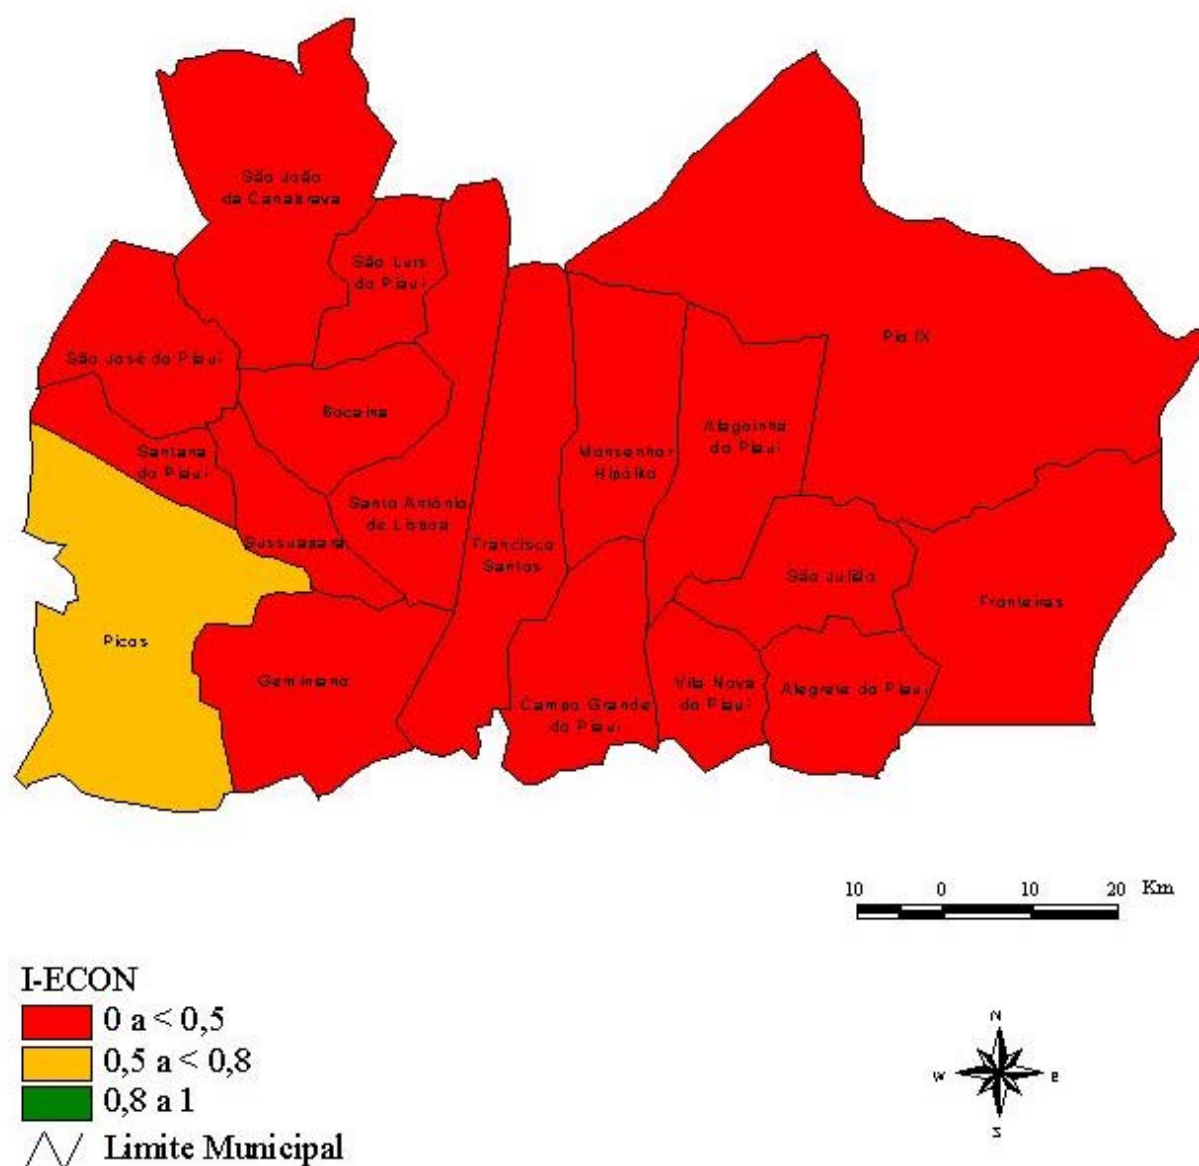 São João
da Canabrava
São Luis
do Piauí
Pio IX
São José do Piauí
Bocaina
Alagoinha
do Piauí
Monsenhor
Hipólito
Santana
do Piauí
Santo Antônio
de Lisboa
Sussuapara
Francisco
Santos
São Julião
Fronteiras
Picos
Geminiano
Vila Nova
do Piauí
Alegrete do Piauí
Campo Grande
do Piauí
10 0 10 20 Km
I-ECON
0 a < 0,5
0,5 a < 0,8
0,8 a 1
Limite Municipal
N
W E
S